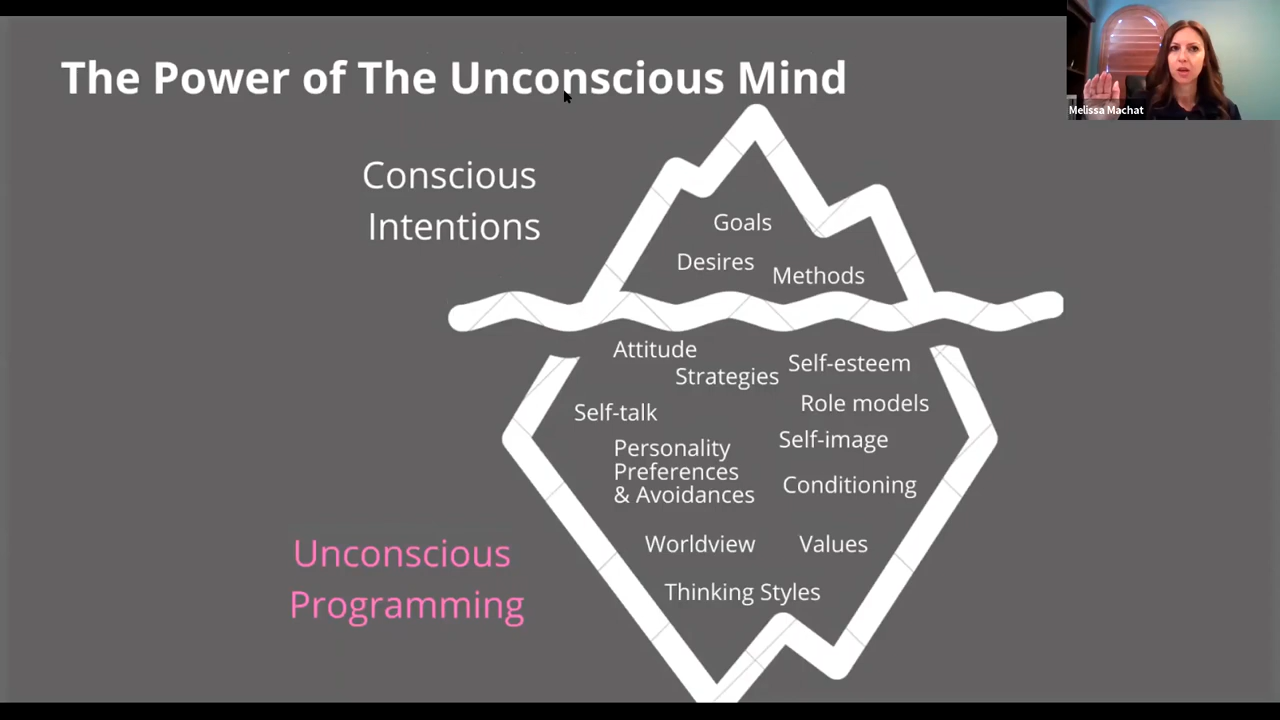 The Power of The Unconscious Mind
Melissa Machat
Conscious
Intentions
Goals
Desires
Methods
Attitude
Self-esteem
Strategies
Role models
Self-talk
Self-image
Personality
Preferences
& Avoidances
Conditioning
Worldview
Values
Unconscious
Programming
Thinking Styles